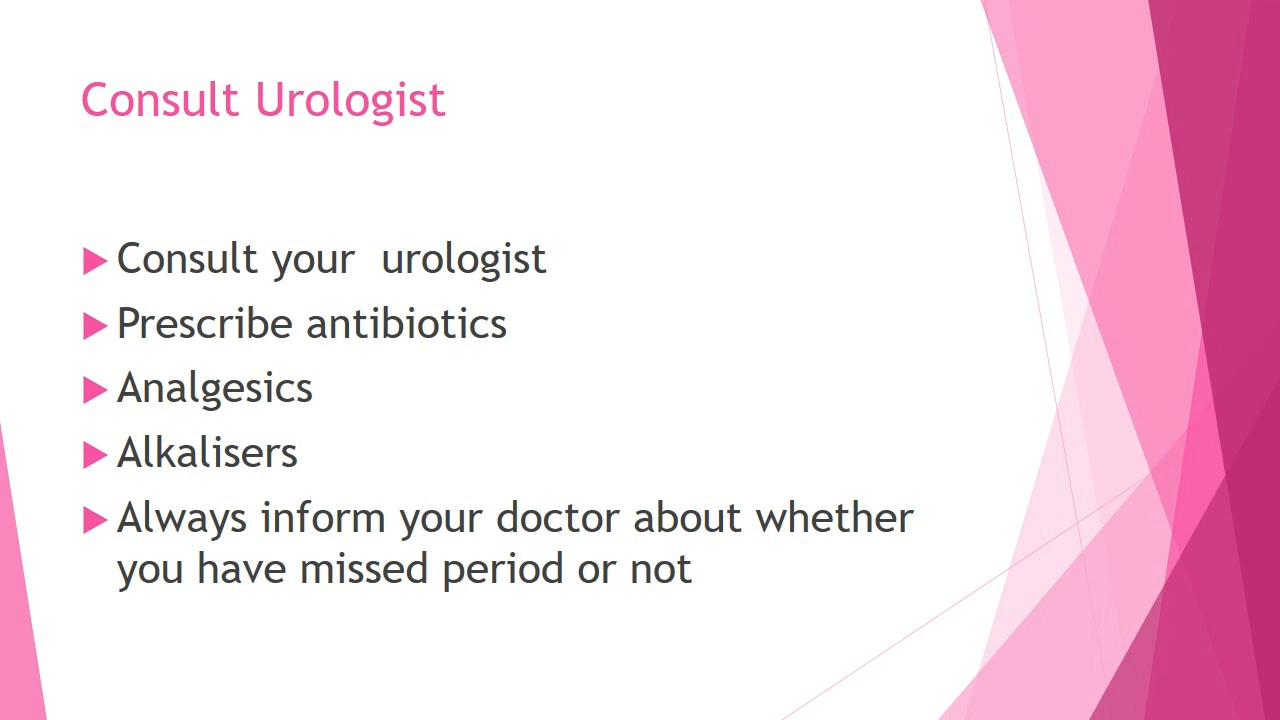 Consult Urologist
Consult your  urologist
Prescribe antibiotics
Analgesics
Alkalisers
Always inform your doctor about whether
you have missed period or not